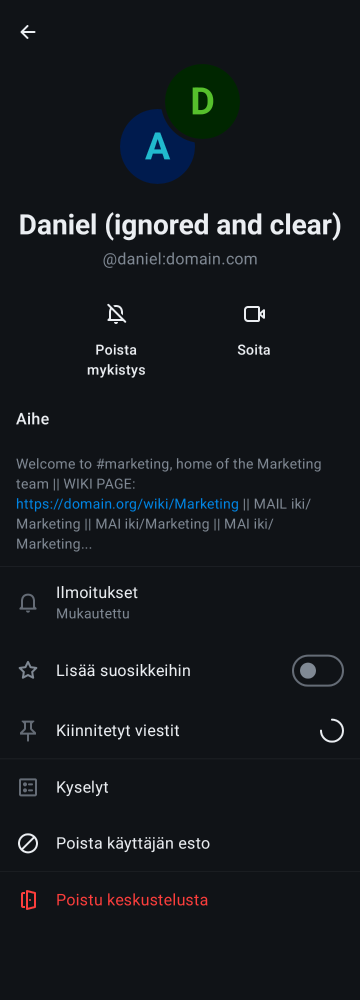 D
A
Daniel (ignored and clear)
@daniel:domain.com
Poista
mykistys
Soita
Aihe
Welcome to #marketing, home of the Marketing
team || WIKI PAGE:
https://domain.org/wiki/Marketing || MAIL iki/
Marketing || MAI iki/Marketing || MAI iki/
Marketing...
Ilmoitukset
Mukautettu
Lisää suosikkeihin
Kiinnitetyt viestit
Kyselyt
Poista käyttäjän esto
Poistu keskustelusta